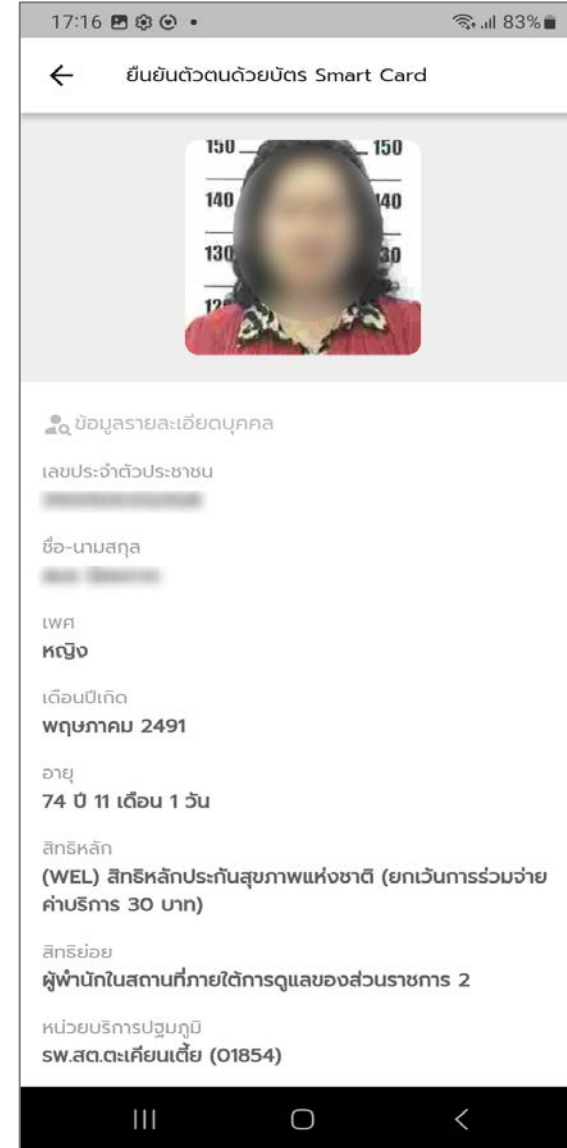 17:16
83%
ยืนยันตัวตนด้วยบัตร Smart Card
150 150
140 140
130 30
12
ข้อมูลรายละเอียดบุคคล
เลขประจำตัวประชาชน
ชื่อ-นามสกุล
เพศ
หญิง
เดือนปีเกิด
พฤษภาคม 2491
อายุ
74 ปี 11 เดือน 1 วัน
สิทธิหลัก
(WEL) สิทธิหลักประกันสุขภาพแห่งชาติ (ยกเว้นการร่วมจ่าย
ค่าบริการ 30 บาท)
สิทธิย่อย
ผู้พำนักในสถานที่ภายใต้การดูแลของส่วนราชการ 2
หน่วยบริการปฐมภูมิ
รพ.สต.ตะเคียนเตี้ย (01854)